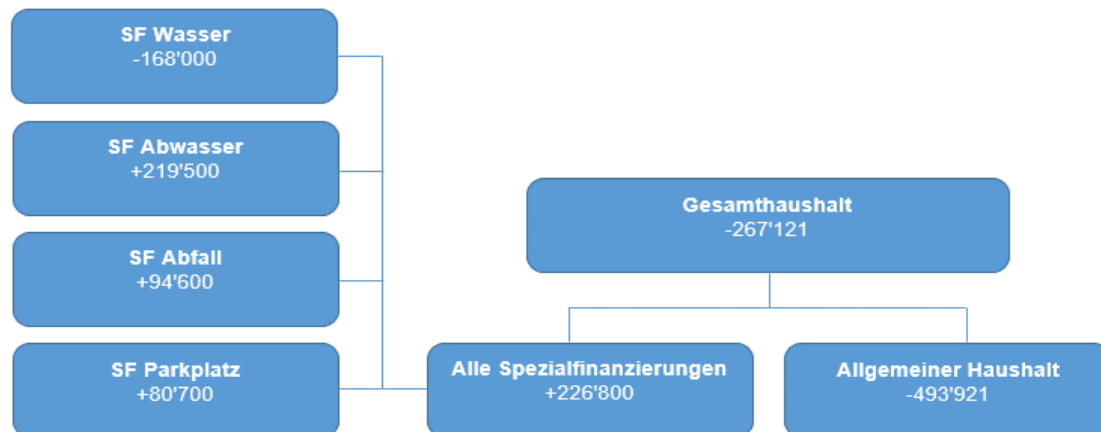 SF Wasser
-168'000
SF Abwasser
+219'500
SF Abfall
+94'600
SF Parkplatz
+80'700
Gesamthaushalt
-267'121
Alle Spezialfinanzierungen
+226'800
Allgemeiner Haushalt
-493'921